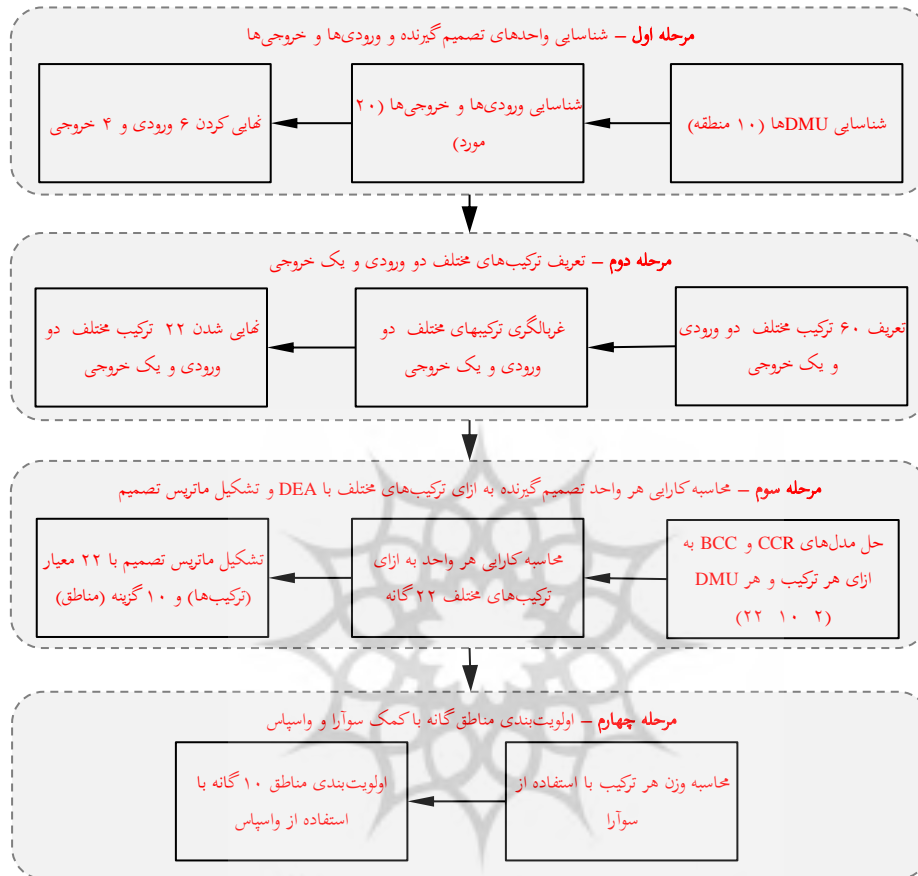 مرحله اول – شناسایی واحدهای تصمیم‌گیرنده و ورودی‌ها و خروجی‌ها
شناسایی DMUها (۱۰ منطقه)
شناسایی ورودی‌ها و خروجی‌ها (۲۰
مورد)
نهایی کردن ۶ ورودی و ۴ خروجی
مرحله دوم – تعریف ترکیب‌های مختلف دو ورودی و یک خروجی
تعریف ۶۰ ترکیب مختلف دو ورودی
و یک خروجی
غربالگری ترکیبهای مختلف دو
ورودی و یک خروجی
نهایی شدن ۲۲ ترکیب مختلف دو
ورودی و یک خروجی
مرحله سوم – محاسبه کارایی هر واحد تصمیم‌گیرنده به ازای ترکیب‌های مختلف با DEA و تشکیل ماتریس تصمیم
حل مدل‌های CCR و BCC به
ازای هر ترکیب و هر DMU
(۲ ۱۰ ۲۲)
محاسبه کارایی هر واحد به ازای
ترکیب‌های مختلف ۲۲گانه
تشکیل ماتریس تصمیم با ۲۲ معیار
(ترکیب‌ها) و ۱۰ گزینه (مناطق)
مرحله چهارم – اولویت‌بندی مناطق گانه با کمک سوآرا و واسپاس
محاسبه وزن هر ترکیب با استفاده از
سوآرا
اولویت‌بندی مناطق ۱۰گانه با
استفاده از واسپاس